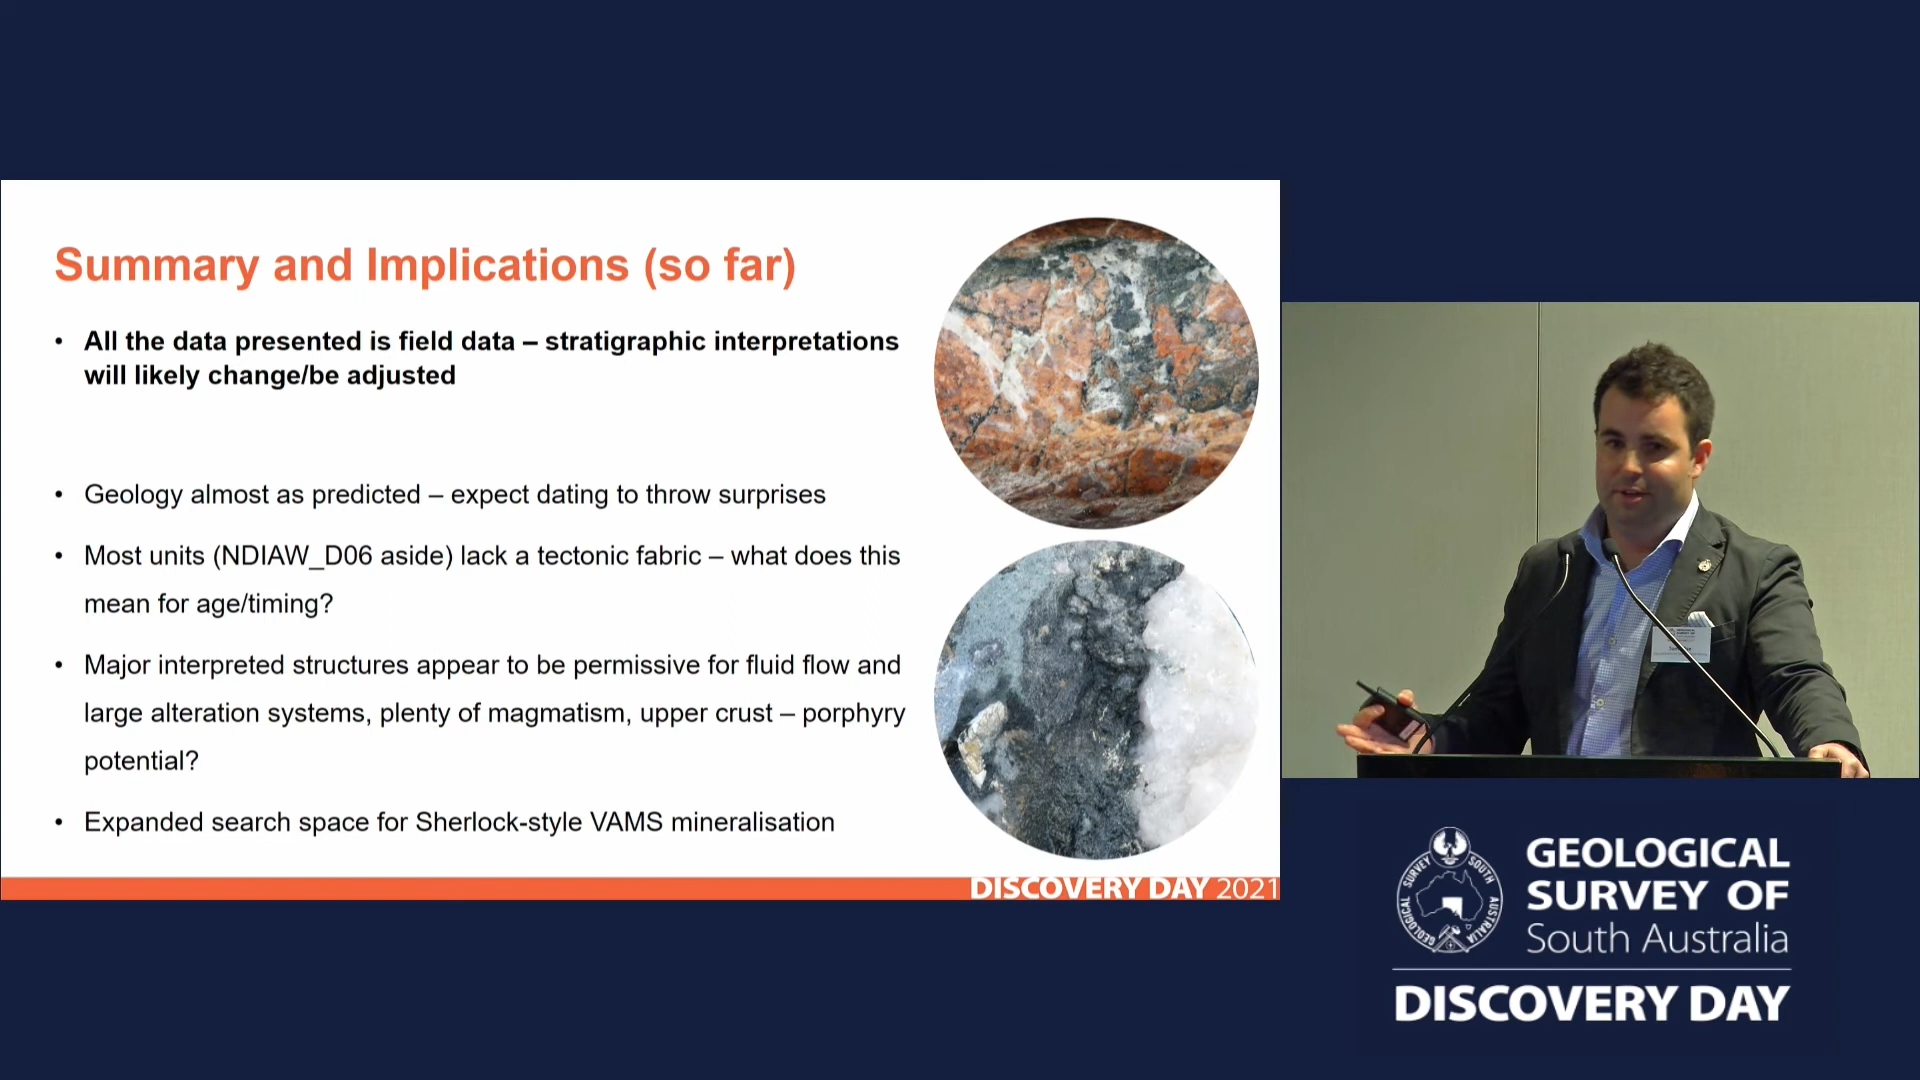 Summary and Implications (so far)
• All the data presented is field data – stratigraphic interpretations
will likely change/be adjusted
• Geology almost as predicted – expect dating to throw surprises
• Most units (NDIAW_D06 aside) lack a tectonic fabric – what does this
mean for age/timing?
• Major interpreted structures appear to be permissive for fluid flow and
large alteration systems, plenty of magmatism, upper crust – porphyry
potential?
• Expanded search space for Sherlock-style VAMS mineralisation
DISCOVERY DAY 2021
GEOLOGICAL SURVEY SOUTH AUSTRALIA
GEOLOGICAL
SURVEY OF
South Australia
DISCOVERY DAY